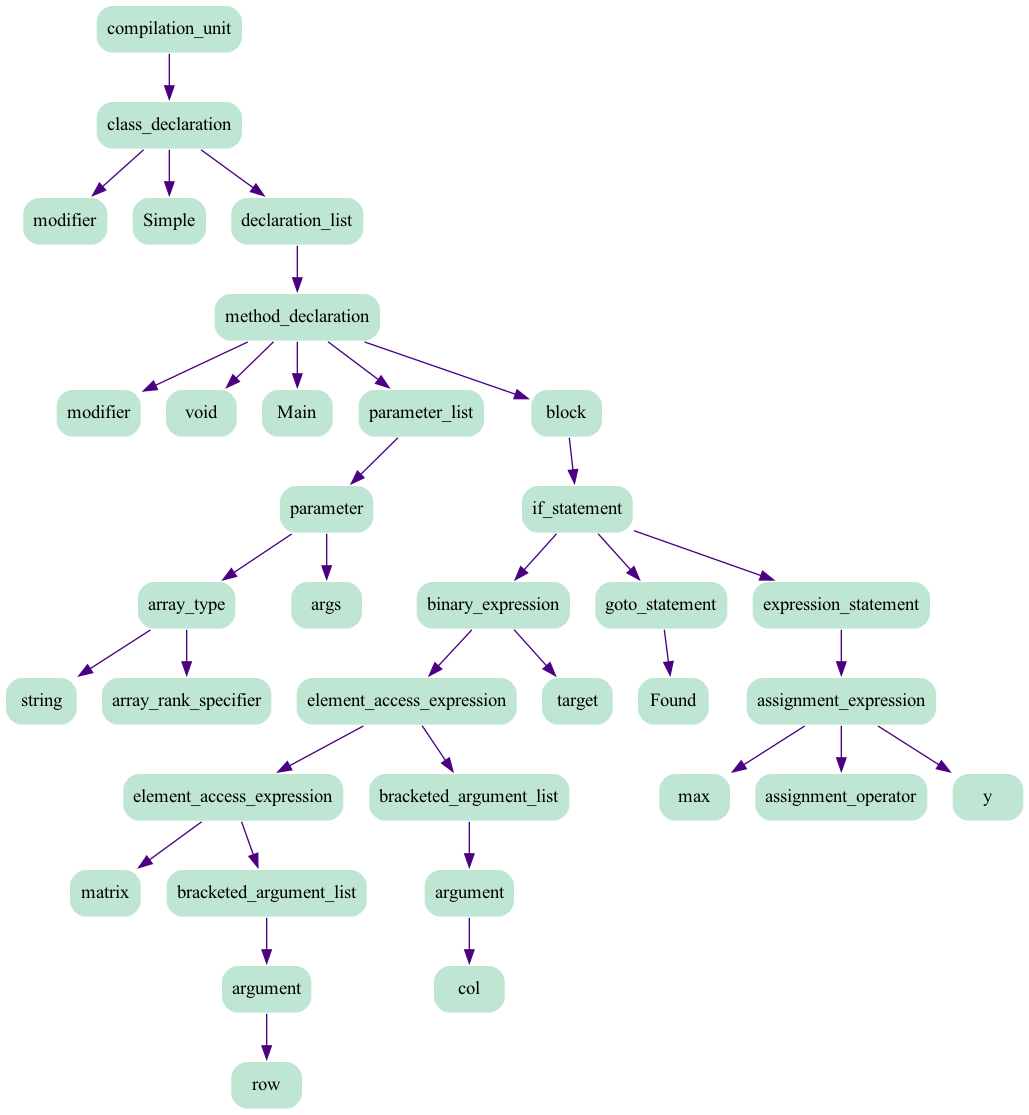 compilation_unit
class_declaration
modifier Simple declaration_list
method_declaration
modifier void Main parameter_list block
parameter if_statement
array_type args binary_expression goto_statement expression_statement
string array_rank_specifier element_access_expression target Found assignment_expression
element_access_expression bracketed_argument_list max assignment_operator y
matrix bracketed_argument_list argument
argument col
row